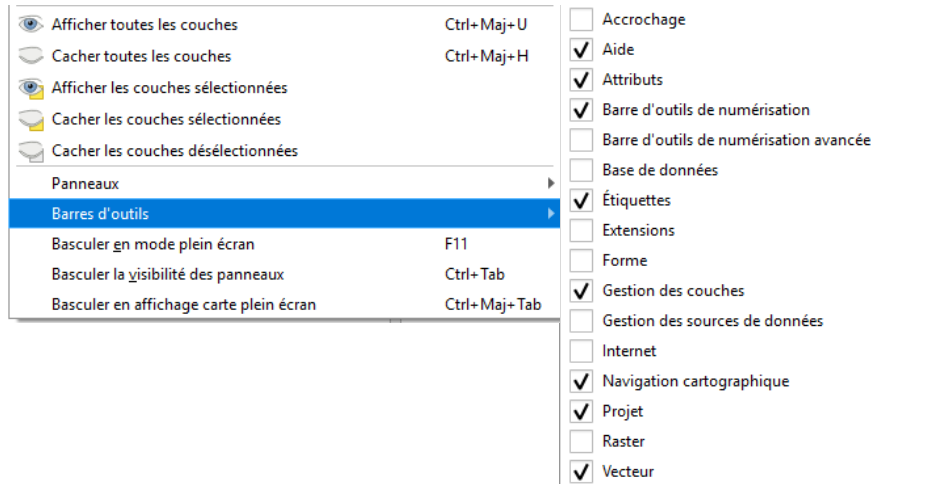 Afficher toutes les couches Ctrl+Maj+U
Cacher toutes les couches Ctrl+Maj+H
Afficher les couches sélectionnées
Cacher les couches sélectionnées
Cacher les couches désélectionnées
Panneaux
Barres d'outils
Basculer en mode plein écran F11
Basculer la visibilité des panneaux Ctrl+Tab
Basculer en affichage carte plein écran Ctrl+Maj+Tab
Accrochage
Aide
Attributs
Barre d'outils de numérisation
Barre d'outils de numérisation avancée
Base de données
Étiquettes
Extensions
Forme
Gestion des couches
Gestion des sources de données
Internet
Navigation cartographique
Projet
Raster
Vecteur